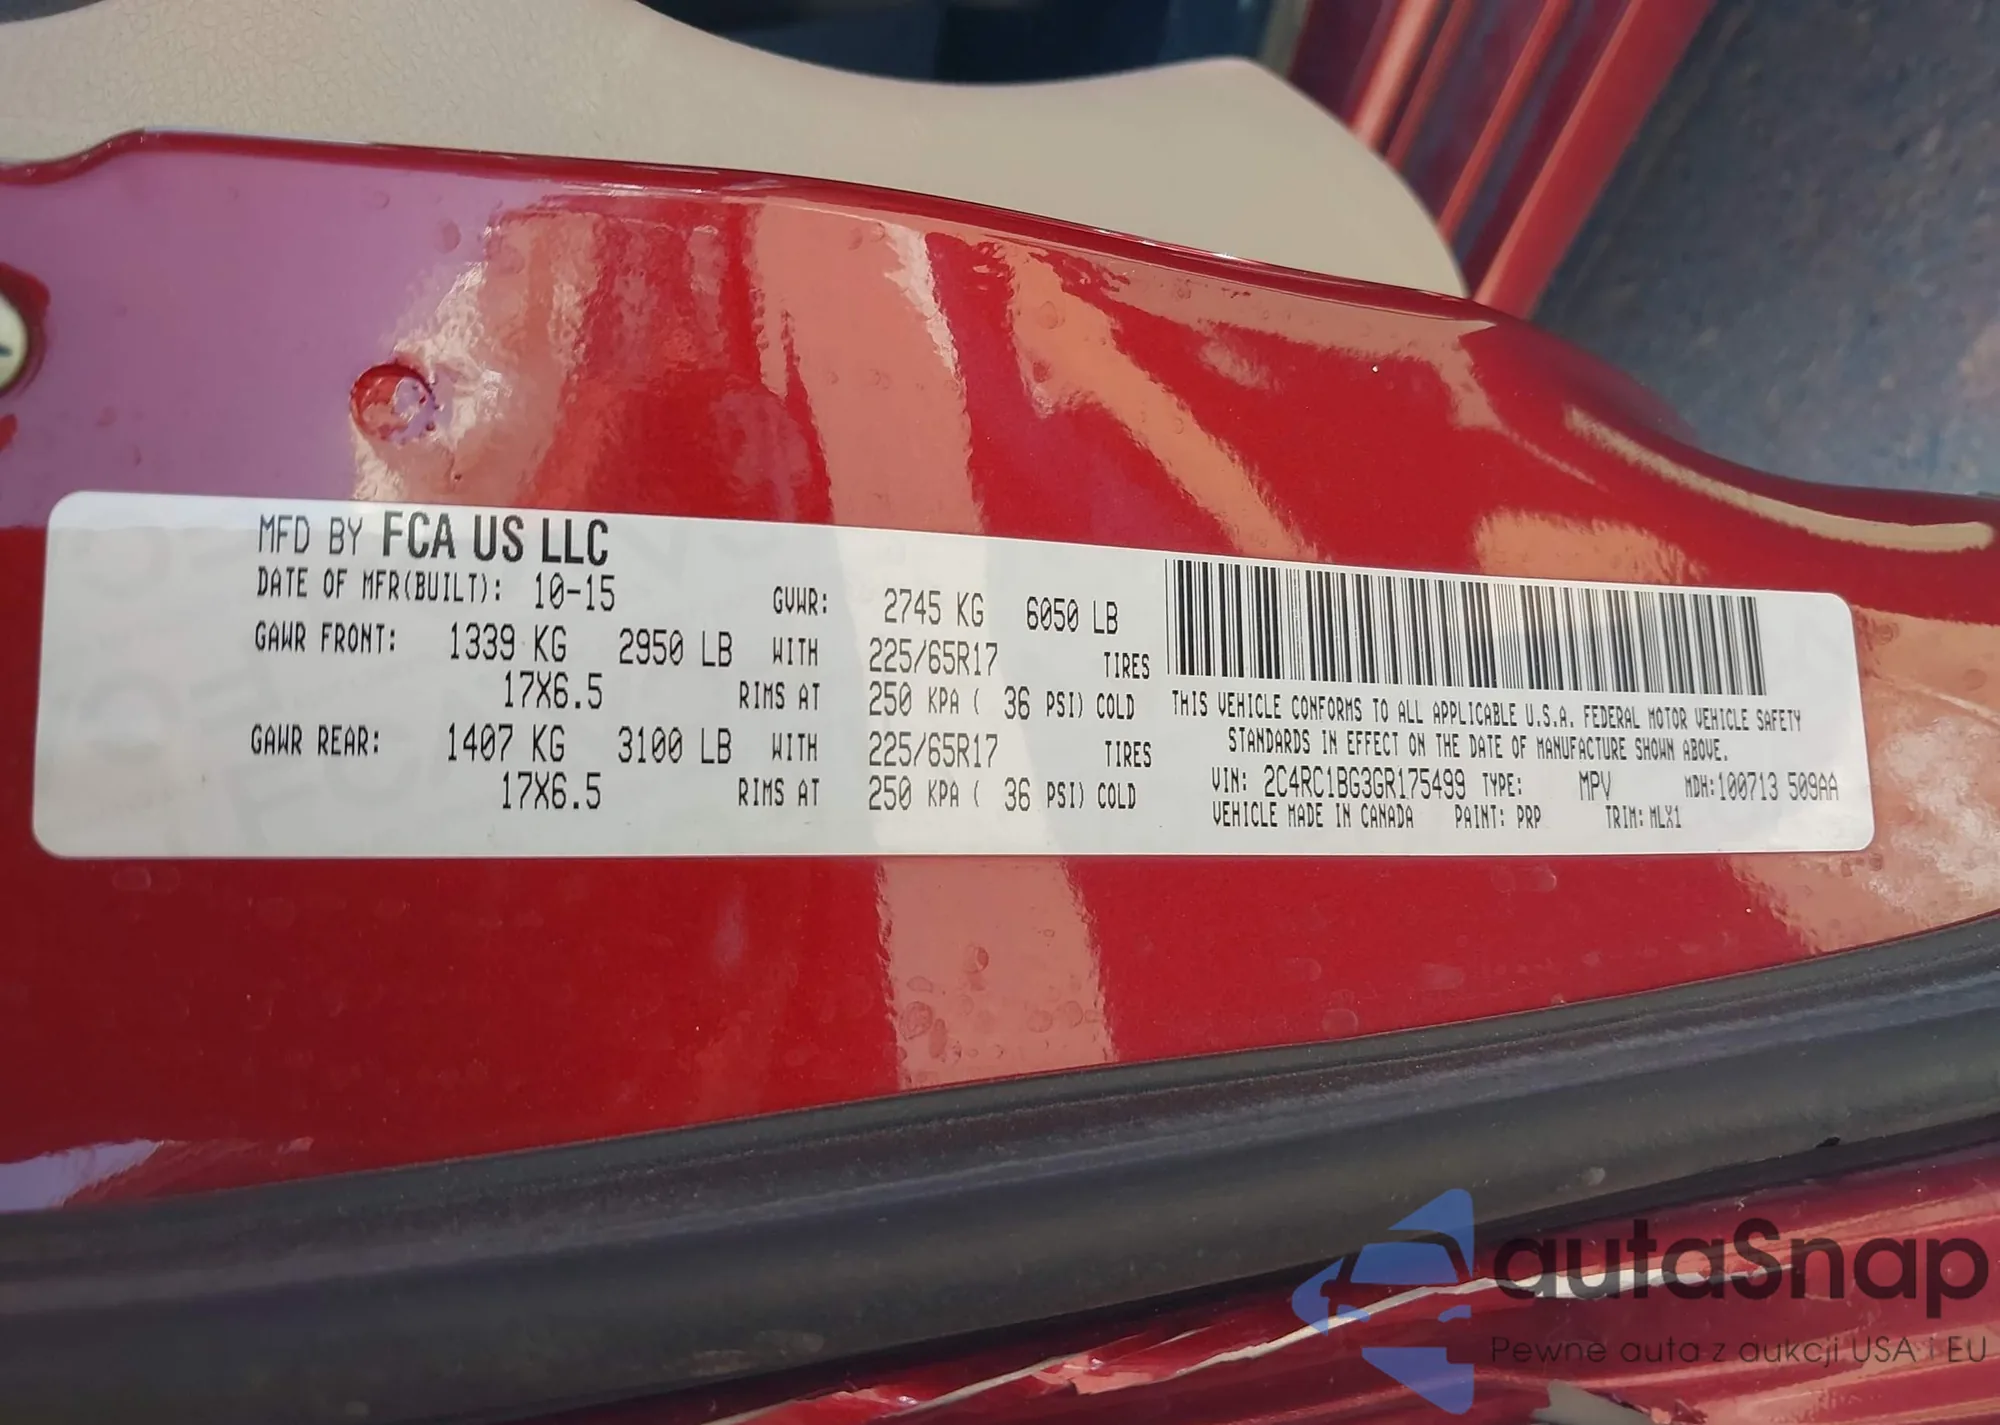 MFD BY FCA US LLC
DATE OF MFR(BUILT): 10-15 GVWR: 2745 KG 6050 LB
GAWR FRONT: 1339 KG 2950 LB WITH 225/65R17 TIRES
17X6.5 RIMS AT 250 KPA ( 36 PSI) COLD
GAWR REAR: 1407 KG 3100 LB WITH 225/65R17 TIRES
17X6.5 RIMS AT 250 KPA ( 36 PSI) COLD
THIS VEHICLE CONFORMS TO ALL APPLICABLE U.S.A. FEDERAL MOTOR VEHICLE SAFETY
STANDARDS IN EFFECT ON THE DATE OF MANUFACTURE SHOWN ABOVE.
VIN: 2C4RC1BG3GR175499 TYPE: MPV MDH:100713 509AA
VEHICLE MADE IN CANADA PAINT: PRP TRIM: MLX1
autaSnap
Pewne auta z aukcji USA i EU